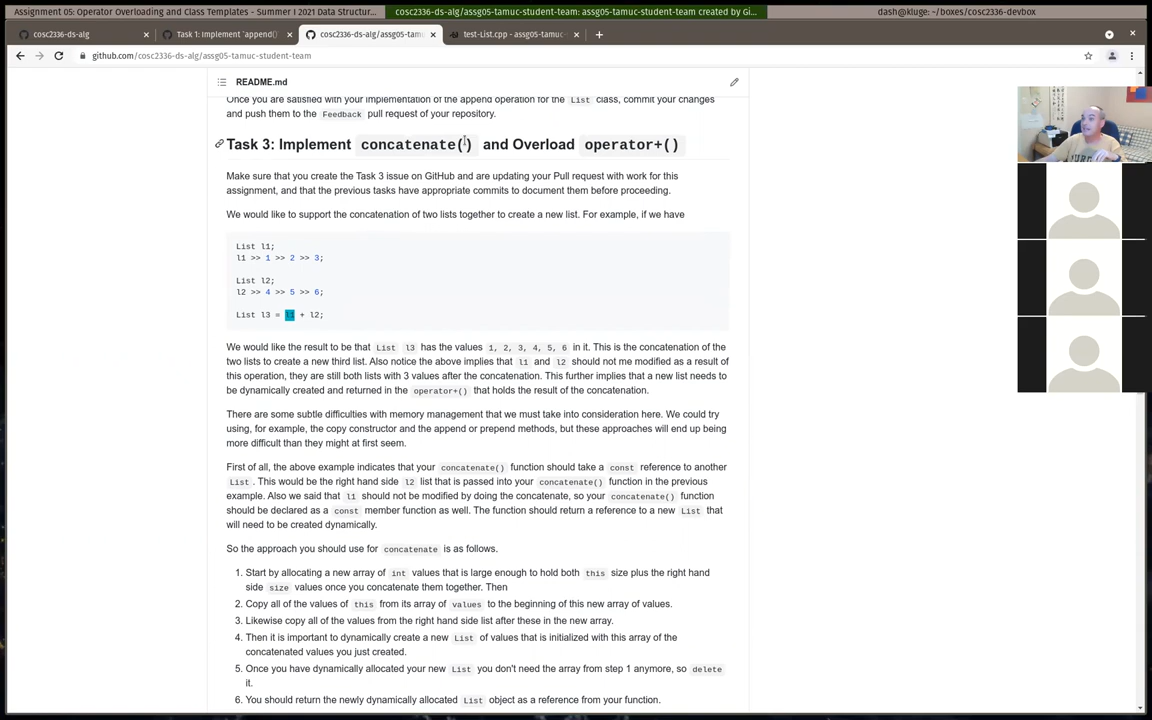 Assignment 05: Operator Overloading and Class Templates - Summer I 2021 Data Structur...
cosc2336-ds-alg/assg05-tamuc-student-team: assg05-tamuc-student-team created by Gi...
dash@kluge: ~/boxes/cosc2336-devbox
cosc2336-ds-alg
Task 1: Implement `append()
cosc2336-ds-alg/assg05-tamu
test-List.cpp - assg05-tamuc-s
github.com/cosc2336-ds-alg/assg05-tamuc-student-team
README.md
Once you are satisfied with your implementation of the append operation for the List class, commit your changes
and push them to the Feedback pull request of your repository.
Task 3: Implement concatenate() and Overload operator+()
Make sure that you create the Task 3 issue on GitHub and are updating your Pull request with work for this
assignment, and that the previous tasks have appropriate commits to document them before proceeding.
We would like to support the concatenation of two lists together to create a new list. For example, if we have
List l1;
l1 >> 1 >> 2 >> 3;
List l2;
l2 >> 4 >> 5 >> 6;
List l3 = l1 + l2;
We would like the result to be that List l3 has the values 1, 2, 3, 4, 5, 6 in it. This is the concatenation of the
two lists to create a new third list. Also notice the above implies that l1 and l2 should not me modified as a result of
this operation, they are still both lists with 3 values after the concatenation. This further implies that a new list needs to
be dynamically created and returned in the operator+() that holds the result of the concatenation.
There are some subtle difficulties with memory management that we must take into consideration here. We could try
using, for example, the copy constructor and the append or prepend methods, but these approaches will end up being
more difficult than they might at first seem.
First of all, the above example indicates that your concatenate() function should take a const reference to another
List . This would be the right hand side l2 list that is passed into your concatenate() function in the previous
example. Also we said that l1 should not be modified by doing the concatenate, so your concatenate() function
should be declared as a const member function as well. The function should return a reference to a new List that
will need to be created dynamically.
So the approach you should use for concatenate is as follows.
1. Start by allocating a new array of int values that is large enough to hold both this size plus the right hand
side size values once you concatenate them together. Then
2. Copy all of the values of this from its array of values to the beginning of this new array of values.
3. Likewise copy all of the values from the right hand side list after these in the new array.
4. Then it is important to dynamically create a new List of values that is initialized with this array of the
concatenated values you just created.
5. Once you have dynamically allocated your new List you don't need the array from step 1 anymore, so delete
it.
6. You should return the newly dynamically allocated List object as a reference from your function.